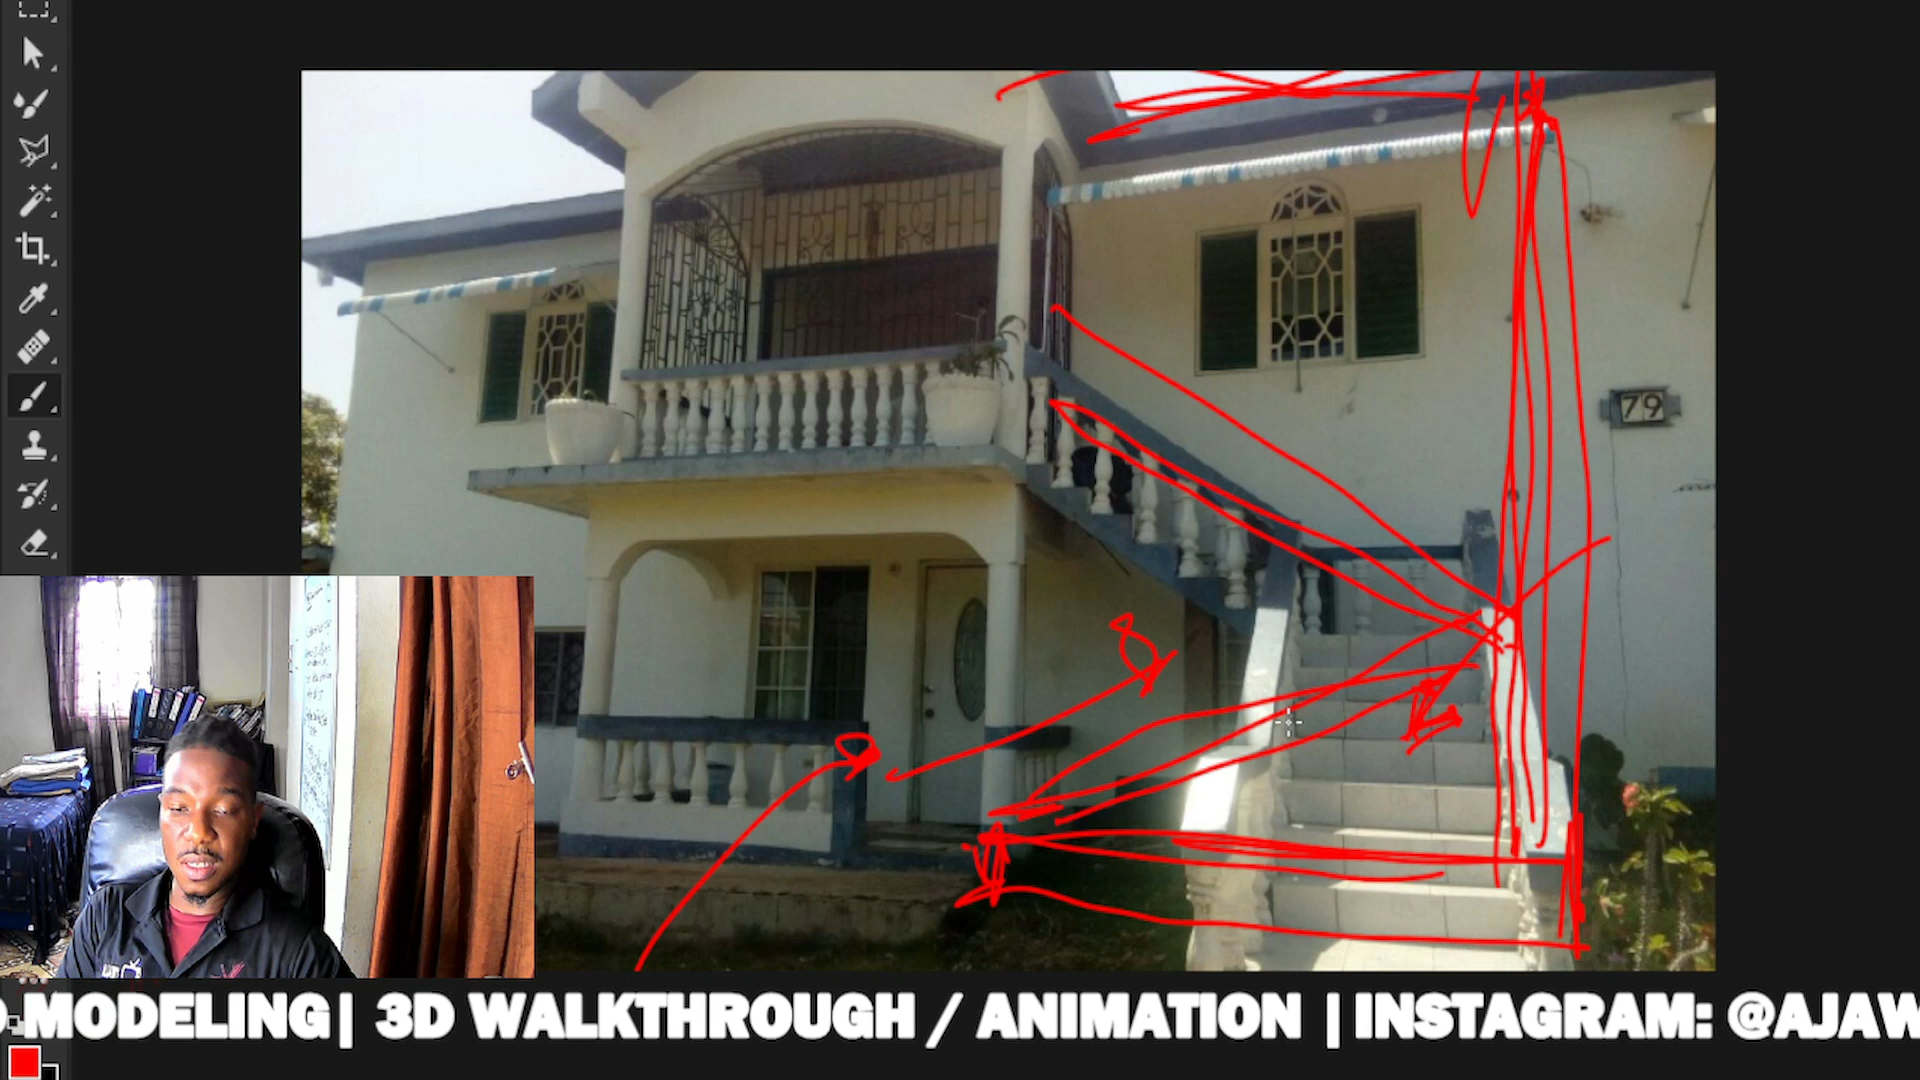 79
MODELING| 3D WALKTHROUGH / ANIMATION | INSTAGRAM: @AJAW